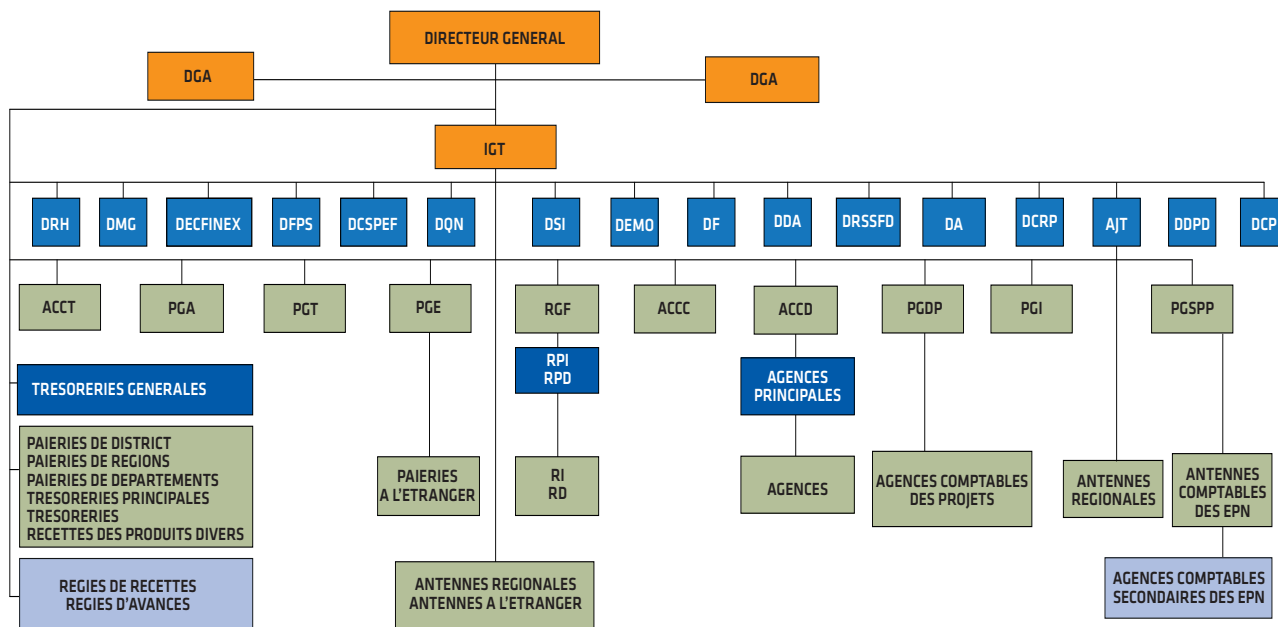 DIRECTEUR GENERAL
DGA
DGA
IGT
DRH
DMG
DECFINEX
DFPS
DCSPEF
DQN
DSI
DEMO
DF
DDA
DRSSFD
DA
DCRP
AJT
DDPD
DCP
ACCT
PGA
PGT
PGE
RGF
ACCC
ACCD
PGDP
PGI
PGSPP
RPI
RPD
TRESORERIES GENERALES
AGENCES
PRINCIPALES
PAIERIES DE DISTRICT
PAIERIES DE REGIONS
PAIERIES DE DEPARTEMENTS
TRESORERIES PRINCIPALES
TRESORERIES
RECETTES DES PRODUITS DIVERS
PAIERIES
A L'ETRANGER
RI
RD
AGENCES
AGENCES COMPTABLES
DES PROJETS
ANTENNES
REGIONALES
ANTENNES
COMPTABLES
DES EPN
REGIES DE RECETTES
REGIES D'AVANCES
ANTENNES REGIONALES
ANTENNES A L'ETRANGER
AGENCES COMPTABLES
SECONDAIRES DES EPN